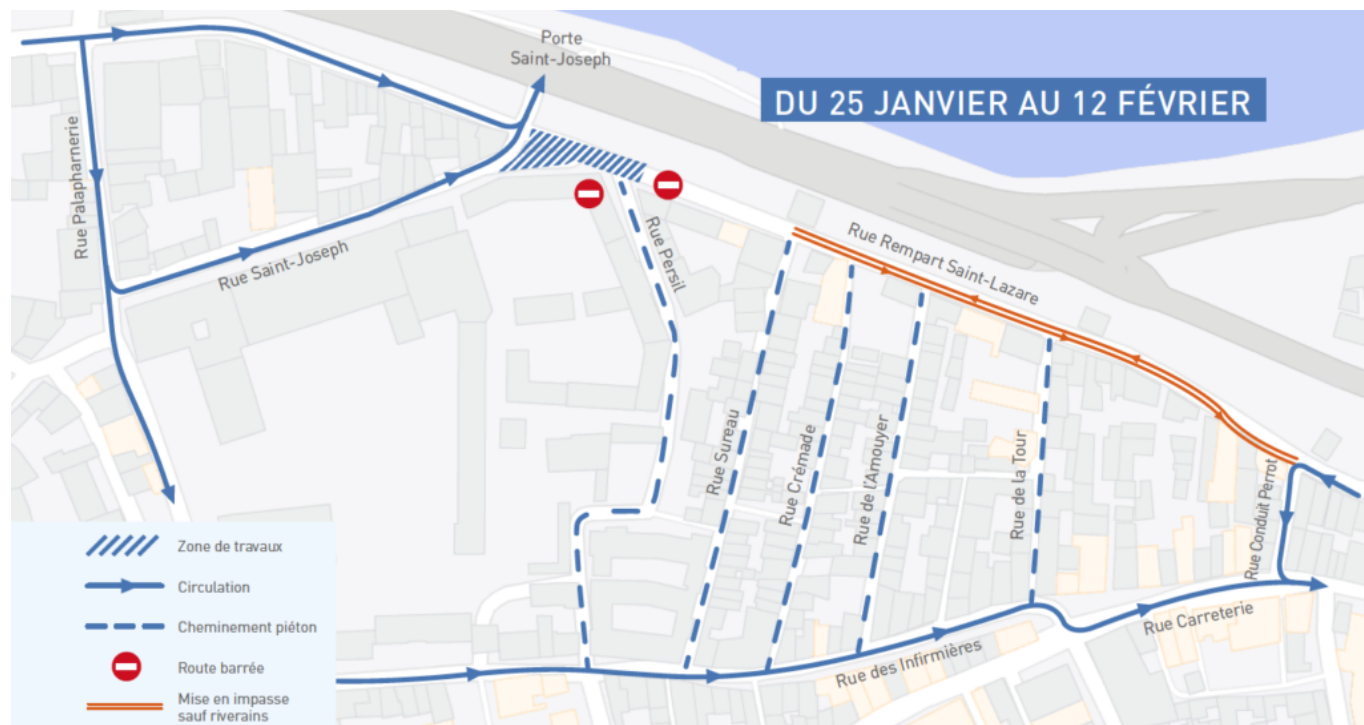 Porte
Saint-Joseph
DU 25 JANVIER AU 12 FÉVRIER
Rue Palapharnerie
Rue Saint-Joseph
Rue Persil
Rue Rempart Saint-Lazare
Rue Sureau
Rue Crémade
Rue de l'Amouyer
Rue de la Tour
Rue Conduit Perrot
Rue Carreterie
Rue des Infirmières
Zone de travaux
Circulation
Cheminement piéton
Route barrée
Mise en impasse
sauf riverains